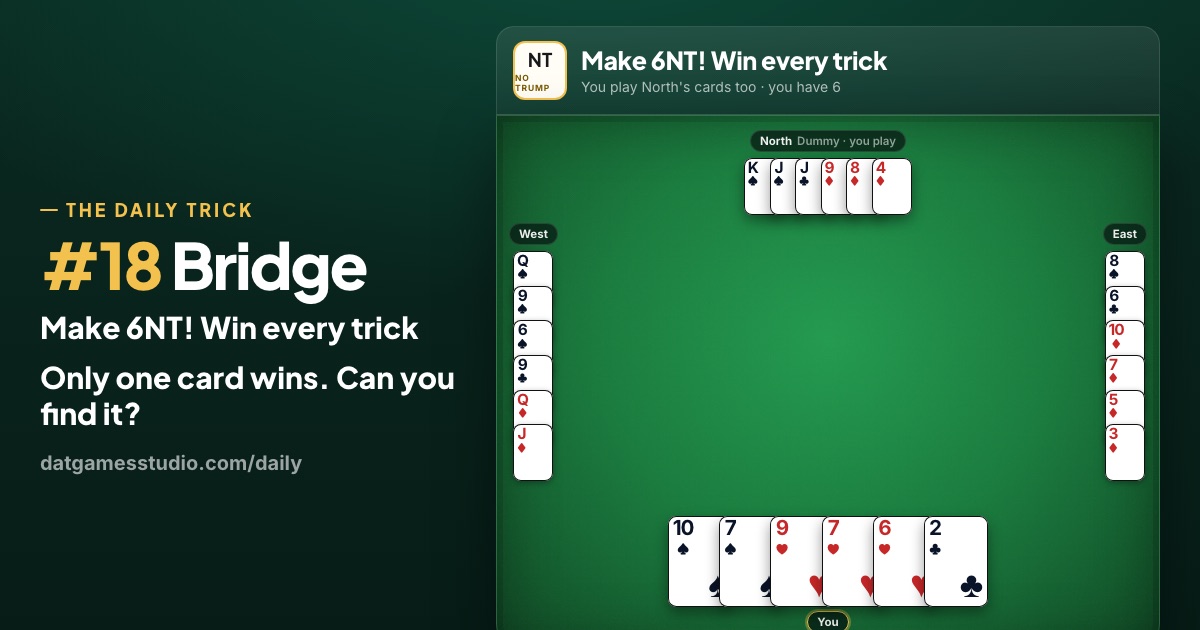 — THE DAILY TRICK
#18 Bridge
Make 6NT! Win every trick
Only one card wins. Can you
find it?
datgamesstudio.com/daily
NT
NO
TRUMP
Make 6NT! Win every trick
You play North's cards too · you have 6
North Dummy · you play
K♠ J♠ J♣ 9♦ 8♦ 4♦
West
Q♠
9♠
6♠
9♣
Q♦
J♦
East
8♠
6♣
10♦
7♦
5♦
3♦
10♠ 7♠ 9♥ 7♥ 6♥ 2♣
You